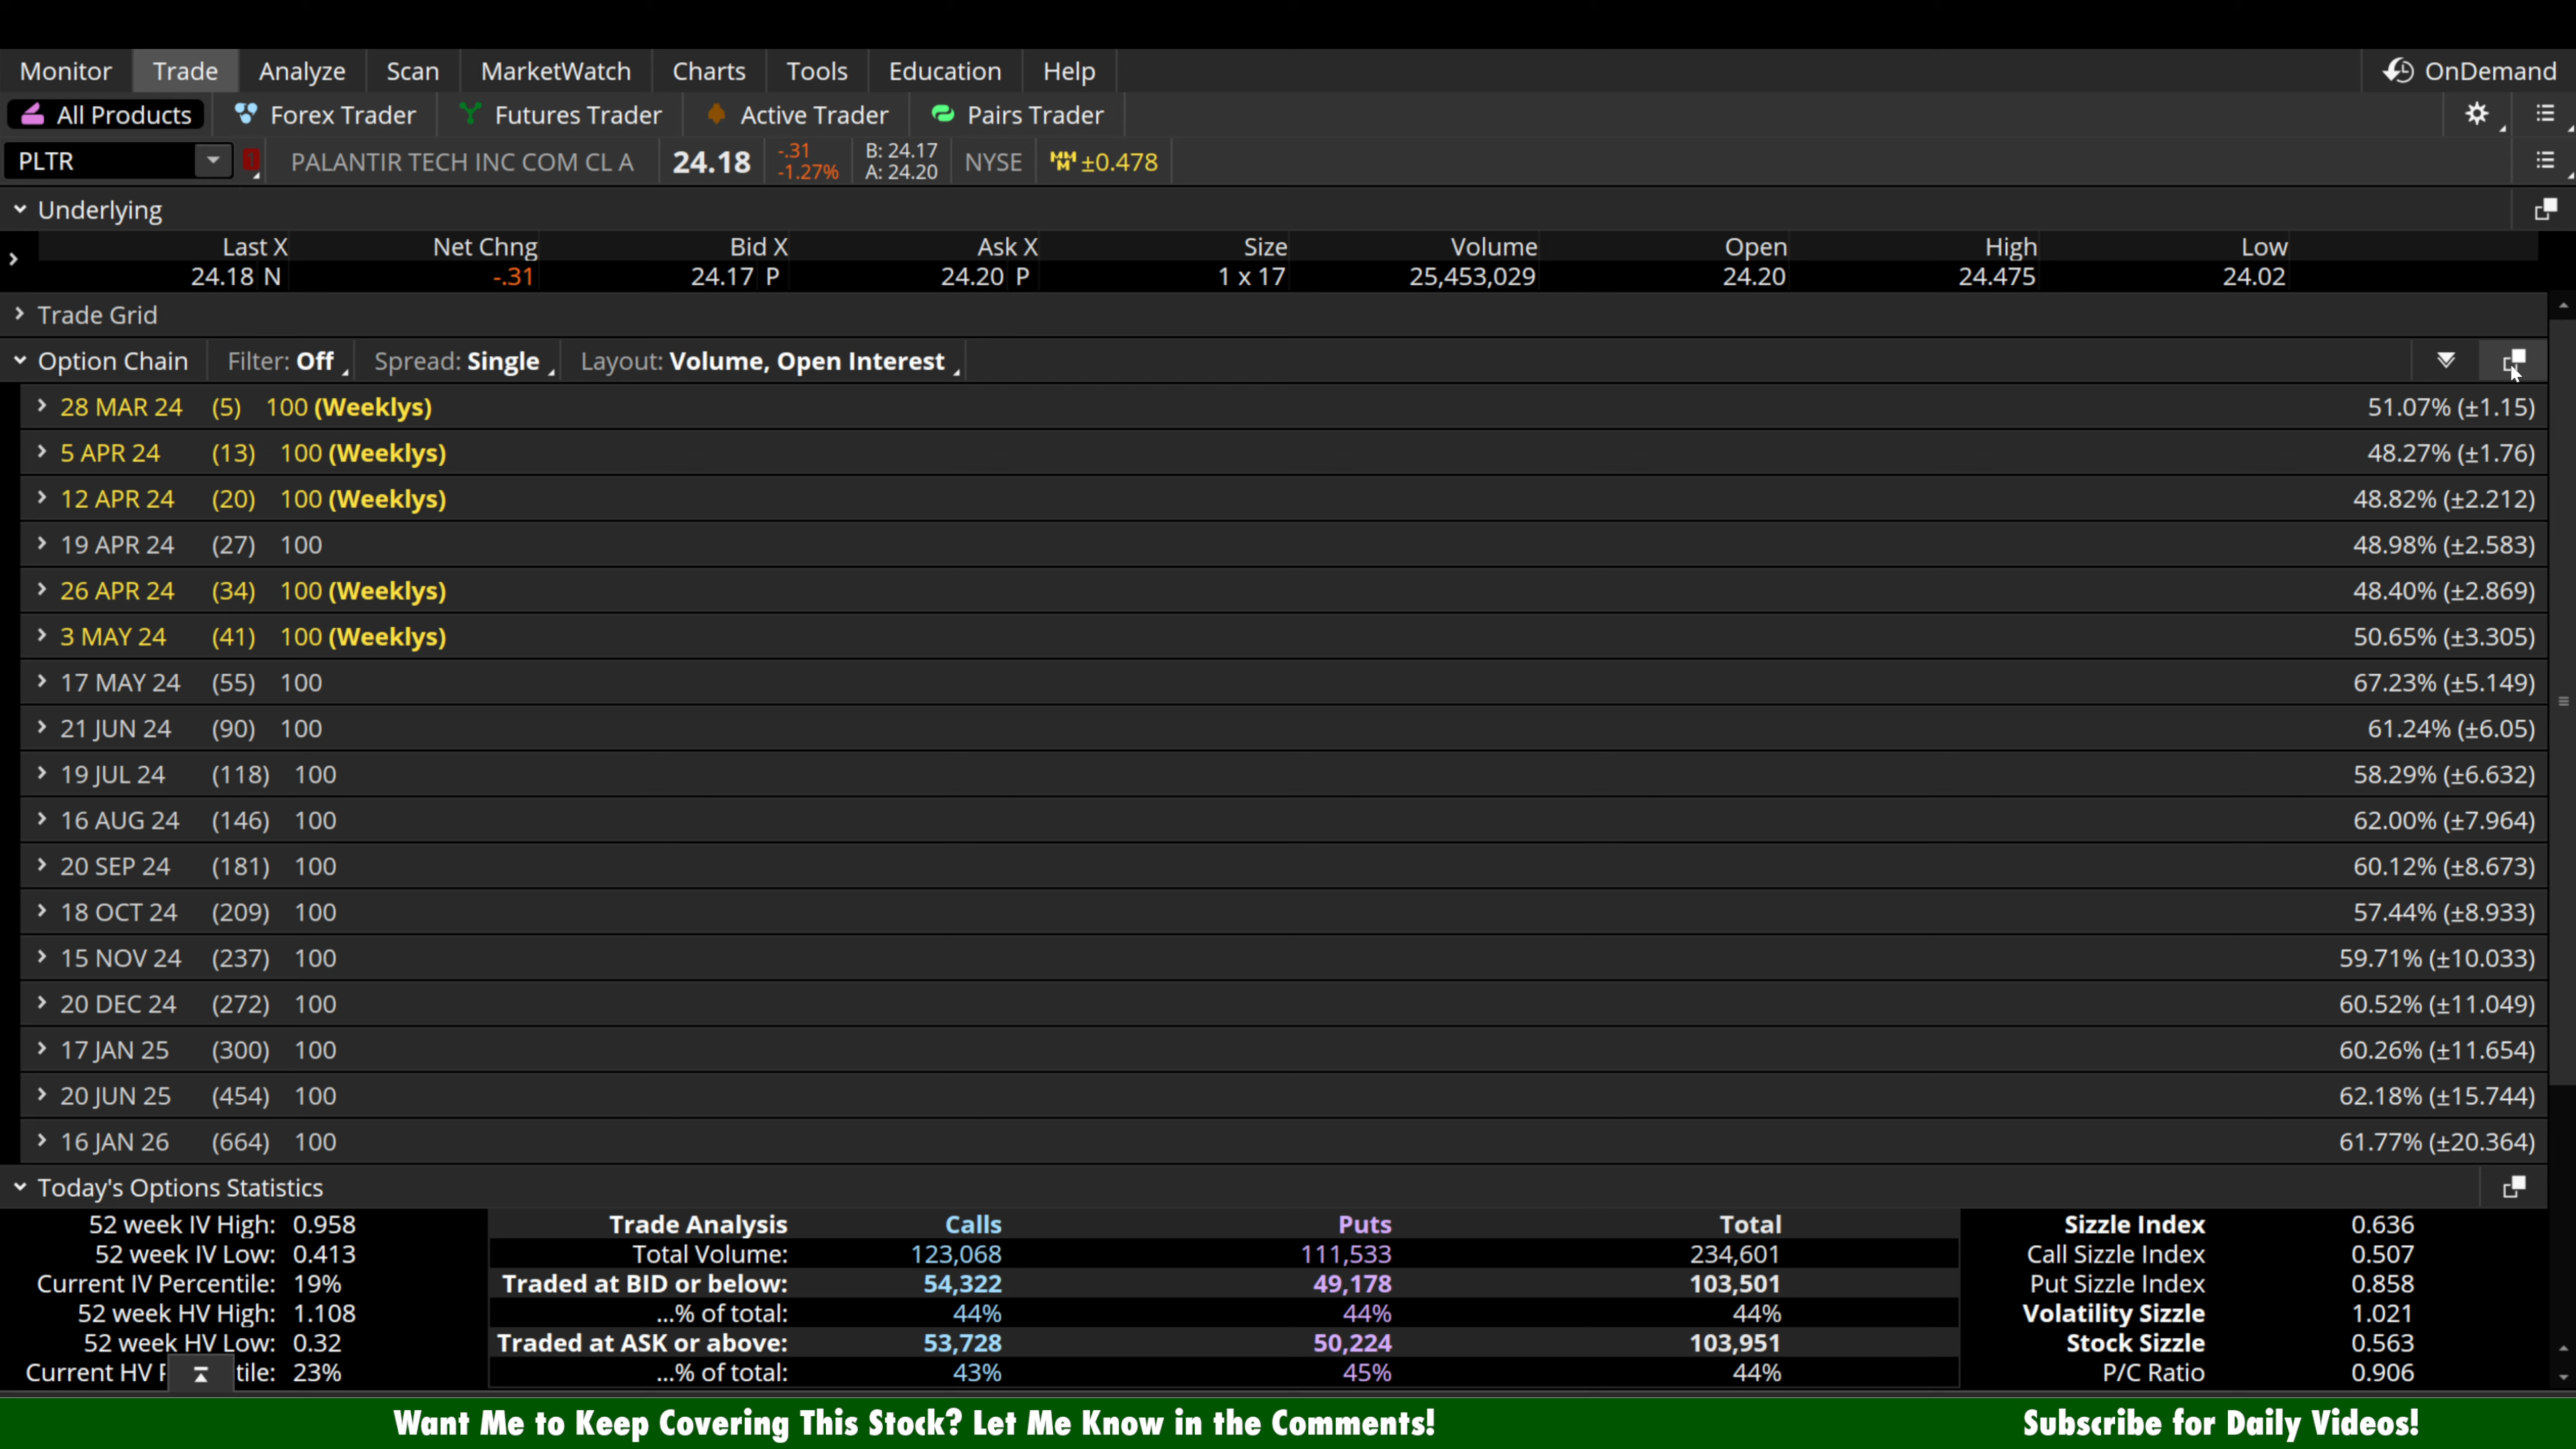 Monitor Trade Analyze Scan MarketWatch Charts Tools Education Help OnDemand
All Products Forex Trader Futures Trader Active Trader Pairs Trader
PLTR PALANTIR TECH INC COM CL A 24.18 -.31 -1.27% B: 24.17 A: 24.20 NYSE ±0.478
Underlying
Last X Net Chng Bid X Ask X Size Volume Open High Low
24.18 N -.31 24.17 P 24.20 P 1 x 17 25,453,029 24.20 24.475 24.02
Trade Grid
Option Chain Filter: Off Spread: Single Layout: Volume, Open Interest
28 MAR 24 (5) 100 (Weeklys) 51.07% (±1.15)
5 APR 24 (13) 100 (Weeklys) 48.27% (±1.76)
12 APR 24 (20) 100 (Weeklys) 48.82% (±2.212)
19 APR 24 (27) 100 48.98% (±2.583)
26 APR 24 (34) 100 (Weeklys) 48.40% (±2.869)
3 MAY 24 (41) 100 (Weeklys) 50.65% (±3.305)
17 MAY 24 (55) 100 67.23% (±5.149)
21 JUN 24 (90) 100 61.24% (±6.05)
19 JUL 24 (118) 100 58.29% (±6.632)
16 AUG 24 (146) 100 62.00% (±7.964)
20 SEP 24 (181) 100 60.12% (±8.673)
18 OCT 24 (209) 100 57.44% (±8.933)
15 NOV 24 (237) 100 59.71% (±10.033)
20 DEC 24 (272) 100 60.52% (±11.049)
17 JAN 25 (300) 100 60.26% (±11.654)
20 JUN 25 (454) 100 62.18% (±15.744)
16 JAN 26 (664) 100 61.77% (±20.364)
Today's Options Statistics
52 week IV High: 0.958 Trade Analysis Calls Puts Total Sizzle Index 0.636
52 week IV Low: 0.413 Total Volume: 123,068 111,533 234,601 Call Sizzle Index 0.507
Current IV Percentile: 19% Traded at BID or below: 54,322 49,178 103,501 Put Sizzle Index 0.858
52 week HV High: 1.108 ...% of total: 44% 44% 44% Volatility Sizzle 1.021
52 week HV Low: 0.32 Traded at ASK or above: 53,728 50,224 103,951 Stock Sizzle 0.563
Current HV tile: 23% ...% of total: 43% 45% 44% P/C Ratio 0.906
Want Me to Keep Covering This Stock? Let Me Know in the Comments! Subscribe for Daily Videos!